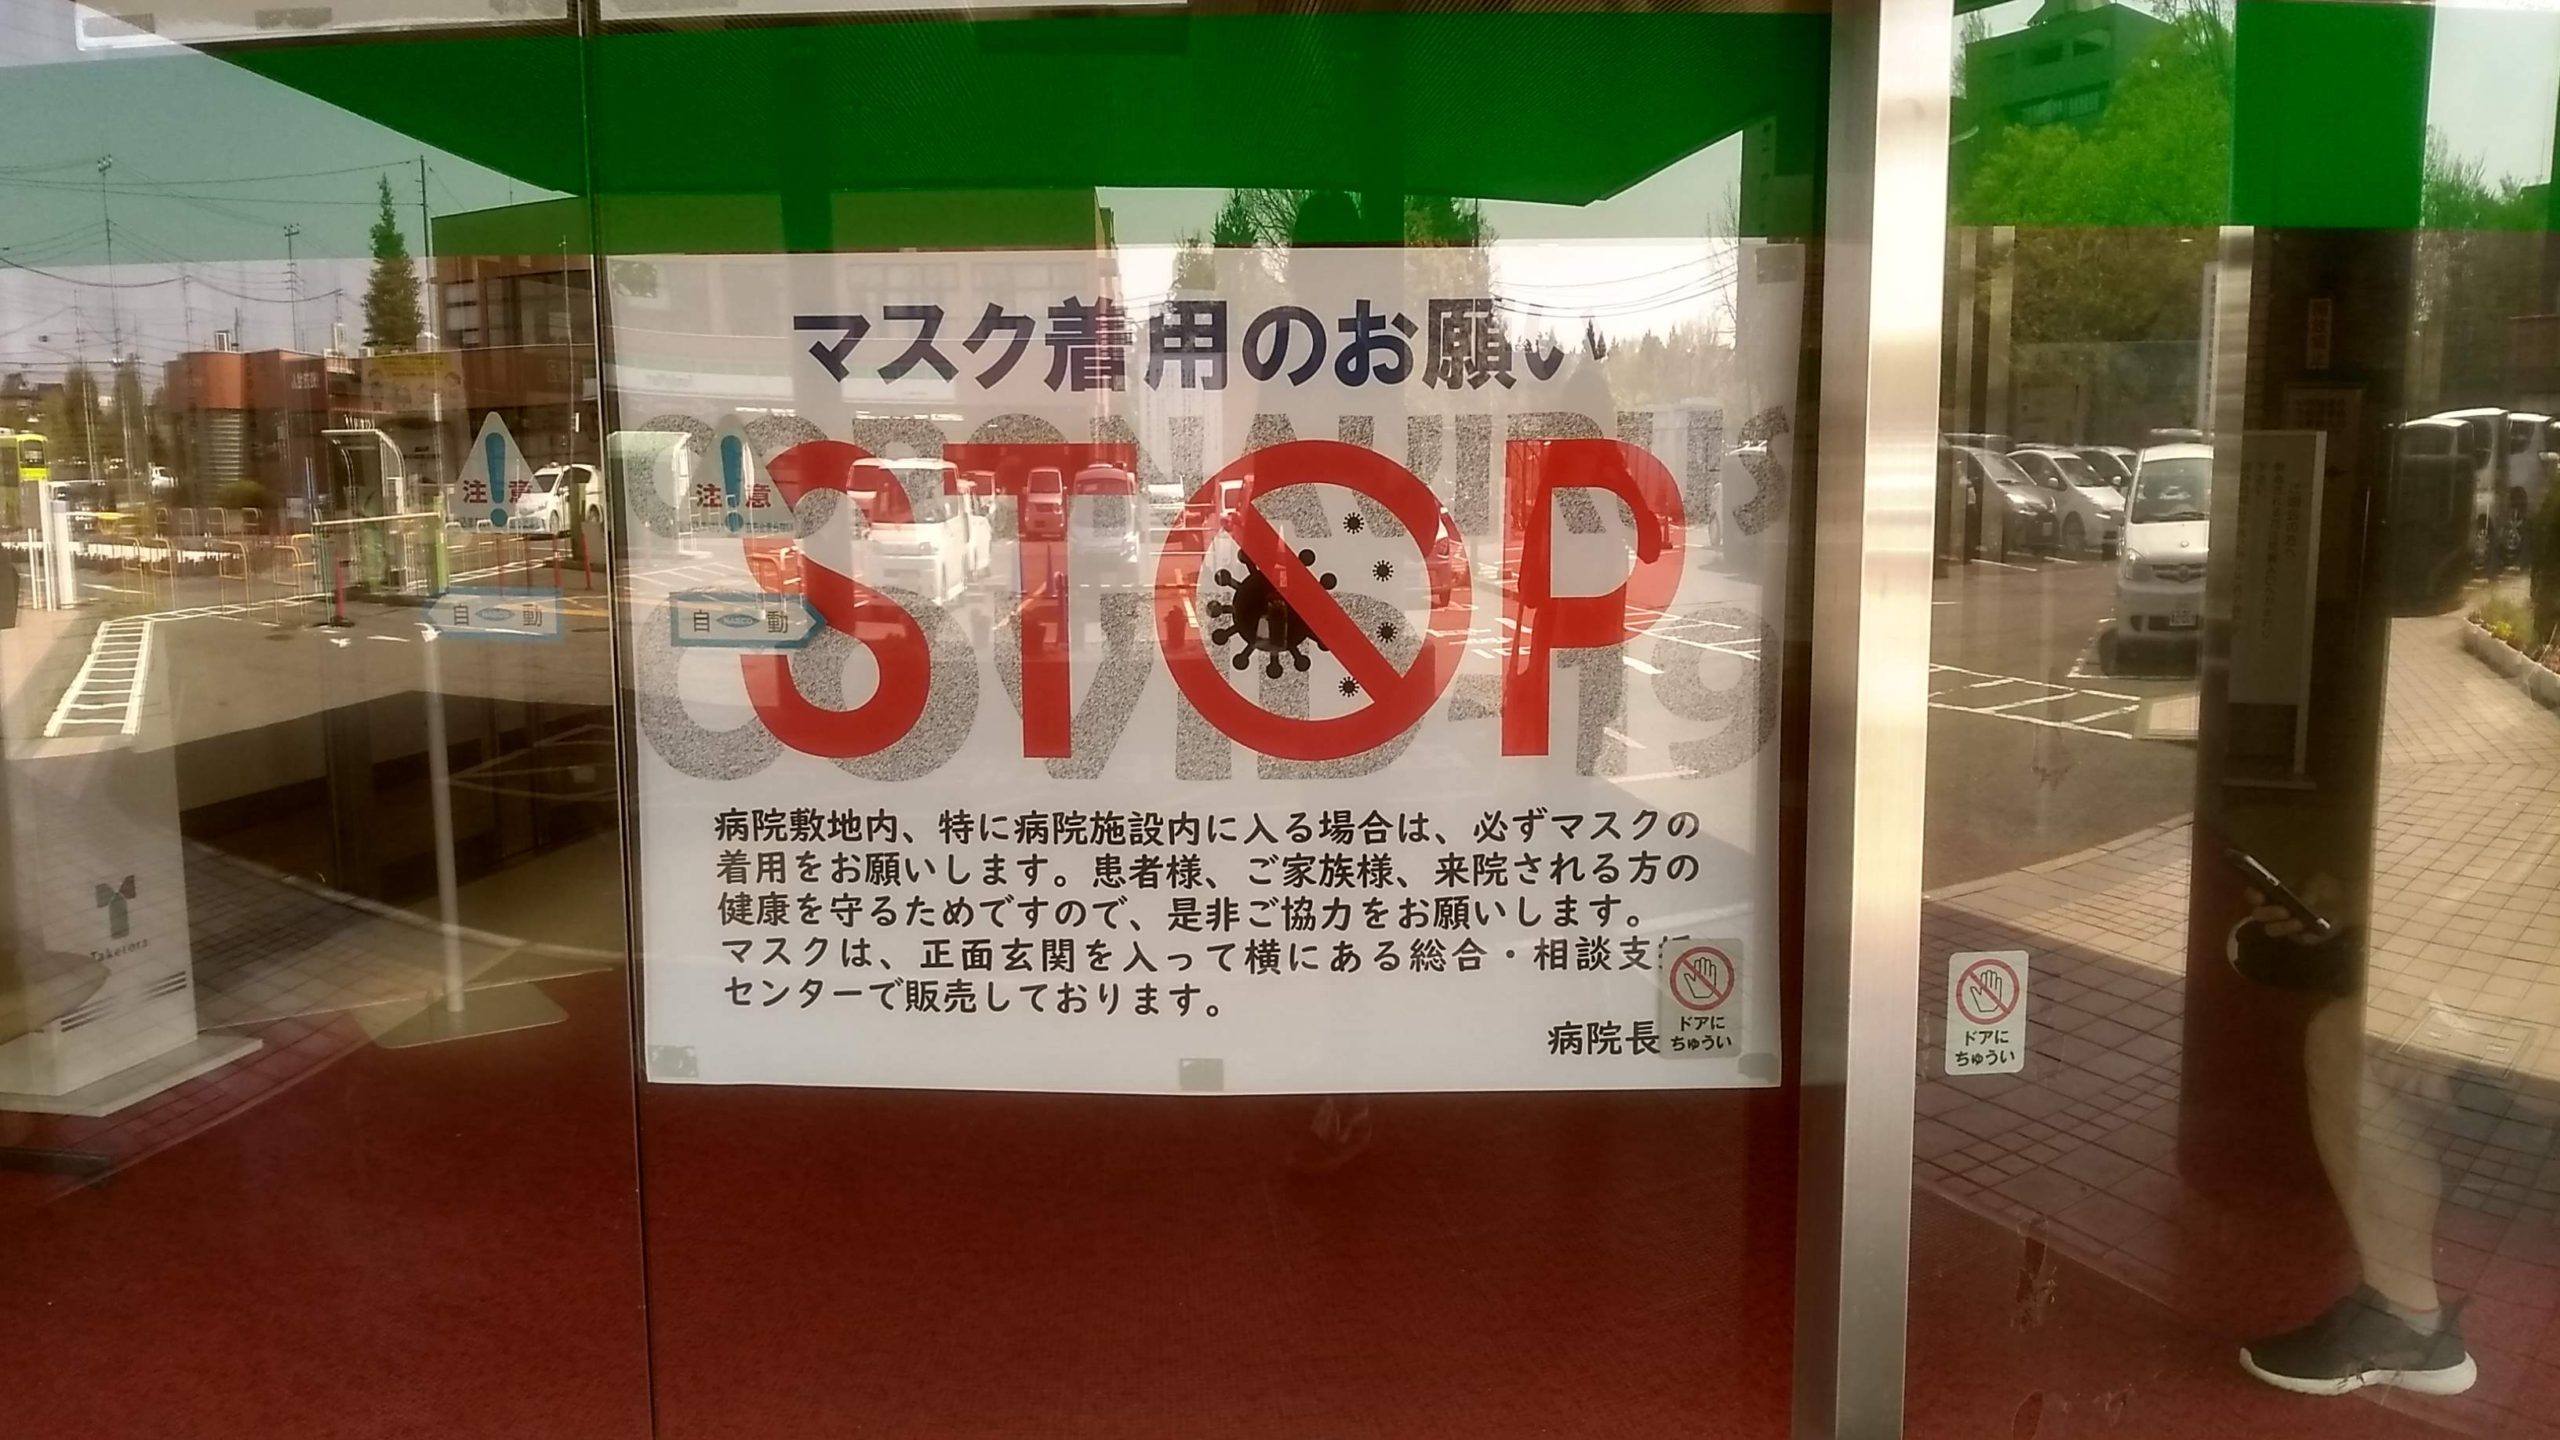 マスク着用のお願い
CORONAVIRUS
STOP
COVID-19
病院敷地内、特に病院施設内に入る場合は、必ずマスクの
着用をお願いします。患者様、ご家族様、来院される方の
健康を守るためですので、是非ご協力をお願いします。
マスクは、正面玄関を入って横にある総合・相談支援
センターで販売しております。
病院長
注意
注意
自 NABCO 動
自 NABCO 動
ドアに
ちゅうい
ドアに
ちゅうい